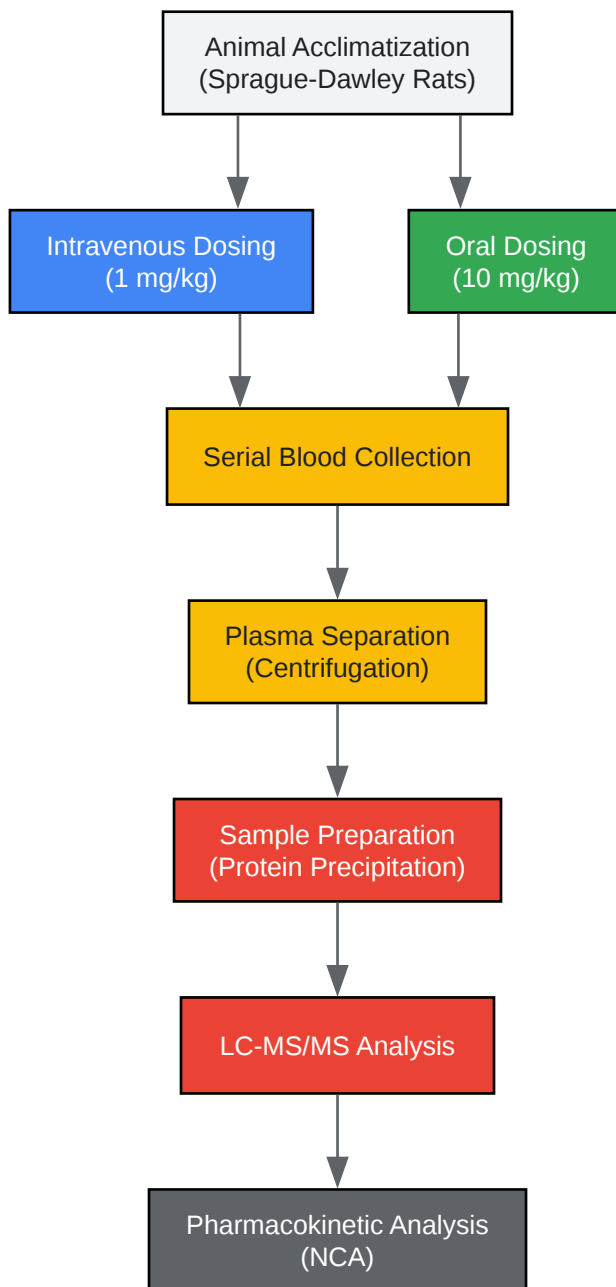 Animal Acclimatization
(Sprague-Dawley Rats)
Intravenous Dosing
(1 mg/kg)
Oral Dosing
(10 mg/kg)
Serial Blood Collection
Plasma Separation
(Centrifugation)
Sample Preparation
(Protein Precipitation)
LC-MS/MS Analysis
Pharmacokinetic Analysis
(NCA)